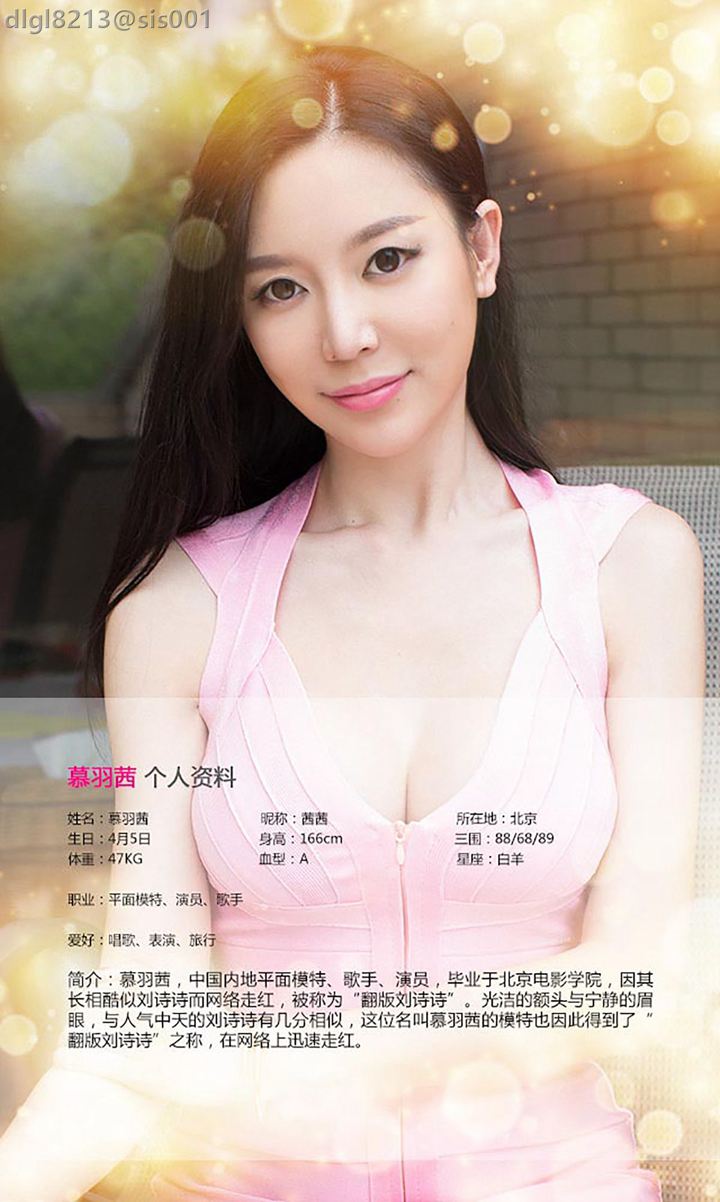 dlgl8213@sis001
慕羽茜 个人资料
姓名：慕羽茜 昵称：茜茜 所在地：北京
生日：4月5日 身高：166cm 三围：88/68/89
体重：47KG 血型：A 星座：白羊
职业：平面模特、演员、歌手
爱好：唱歌、表演、旅行
简介：慕羽茜，中国内地平面模特、歌手、演员，毕业于北京电影学院，因其
长相酷似刘诗诗而网络走红，被称为“翻版刘诗诗”。光洁的额头与宁静的眉
眼，与人气中天的刘诗诗有几分相似，这位名叫慕羽茜的模特也因此得到了“
翻版刘诗诗”之称，在网络上迅速走红。